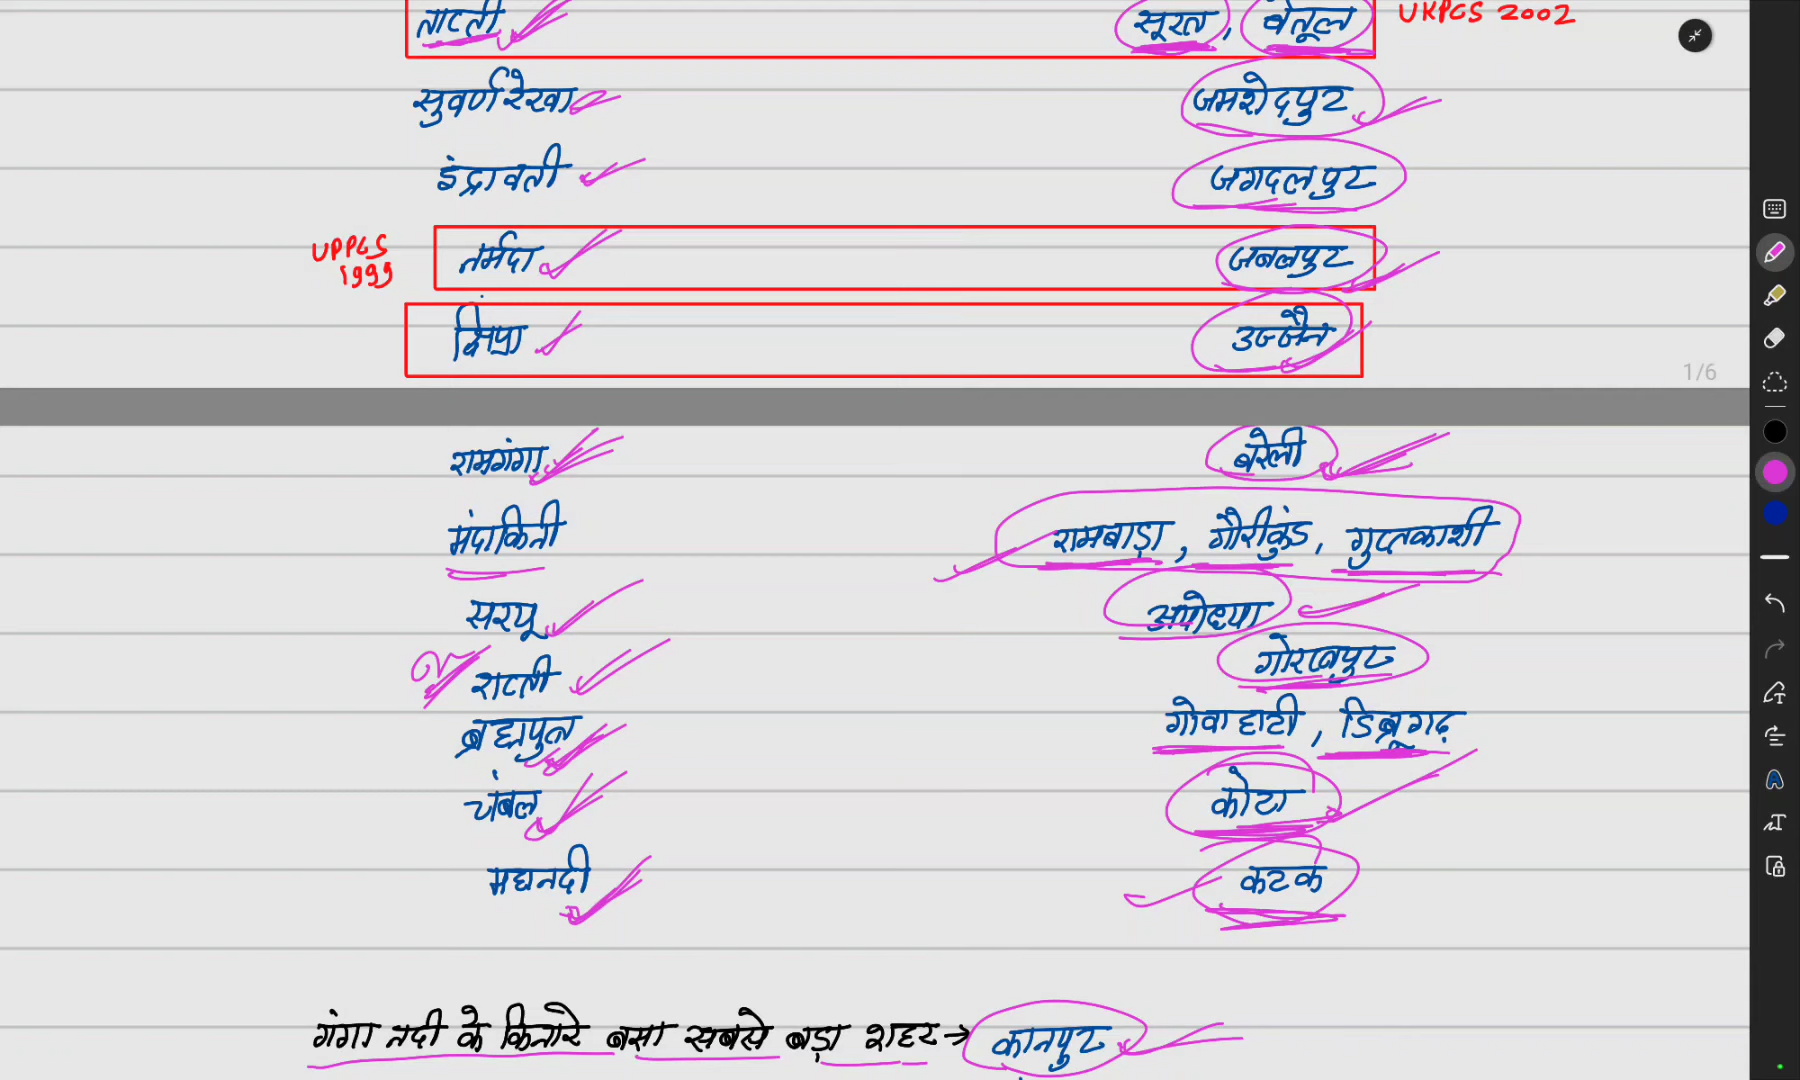 ताप्ती सूरत, बेतूल UKPCS 2002
सुवर्ण रेखा जमशेदपुर
इंद्रावती जगदलपुर
UPPCS 1999 नर्मदा जबलपुर
क्षिप्रा उज्जैन
1/6
रामगंगा बरेली
मंदाकिनी रामबाड़ा, गौरीकुंड, गुप्तकाशी
सरयू अयोध्या
राप्ती गोरखपुर
ब्रह्मपुत्र गोवाहाटी, डिब्रूगढ़
चंबल कोटा
महानदी कटक
गंगा नदी के किनारे बसा सबसे बड़ा शहर → कानपुर